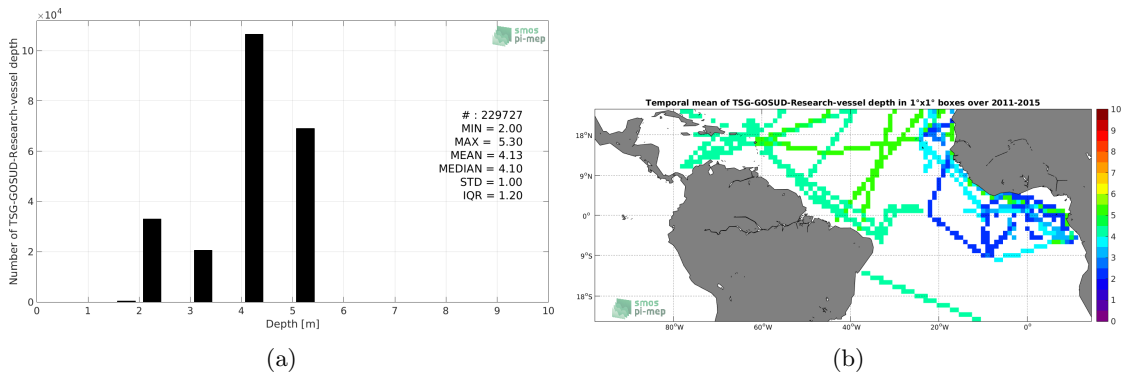 ×10⁴
10
8
6
4
2
0
Number of TSG-GOSUD-Research-vessel depth
smos
pi-mep
# : 229727
MIN = 2.00
MAX = 5.30
MEAN = 4.13
MEDIAN = 4.10
STD = 1.00
IQR = 1.20
0 1 2 3 4 5 6 7 8 9 10
Depth [m]
(a)
Temporal mean of TSG-GOSUD-Research-vessel depth in 1°x1° boxes over 2011-2015
18°N
9°N
0°
9°S
18°S
80°W 60°W 40°W 20°W 0°
smos
pi-mep
10
9
8
7
6
5
4
3
2
1
0
(b)